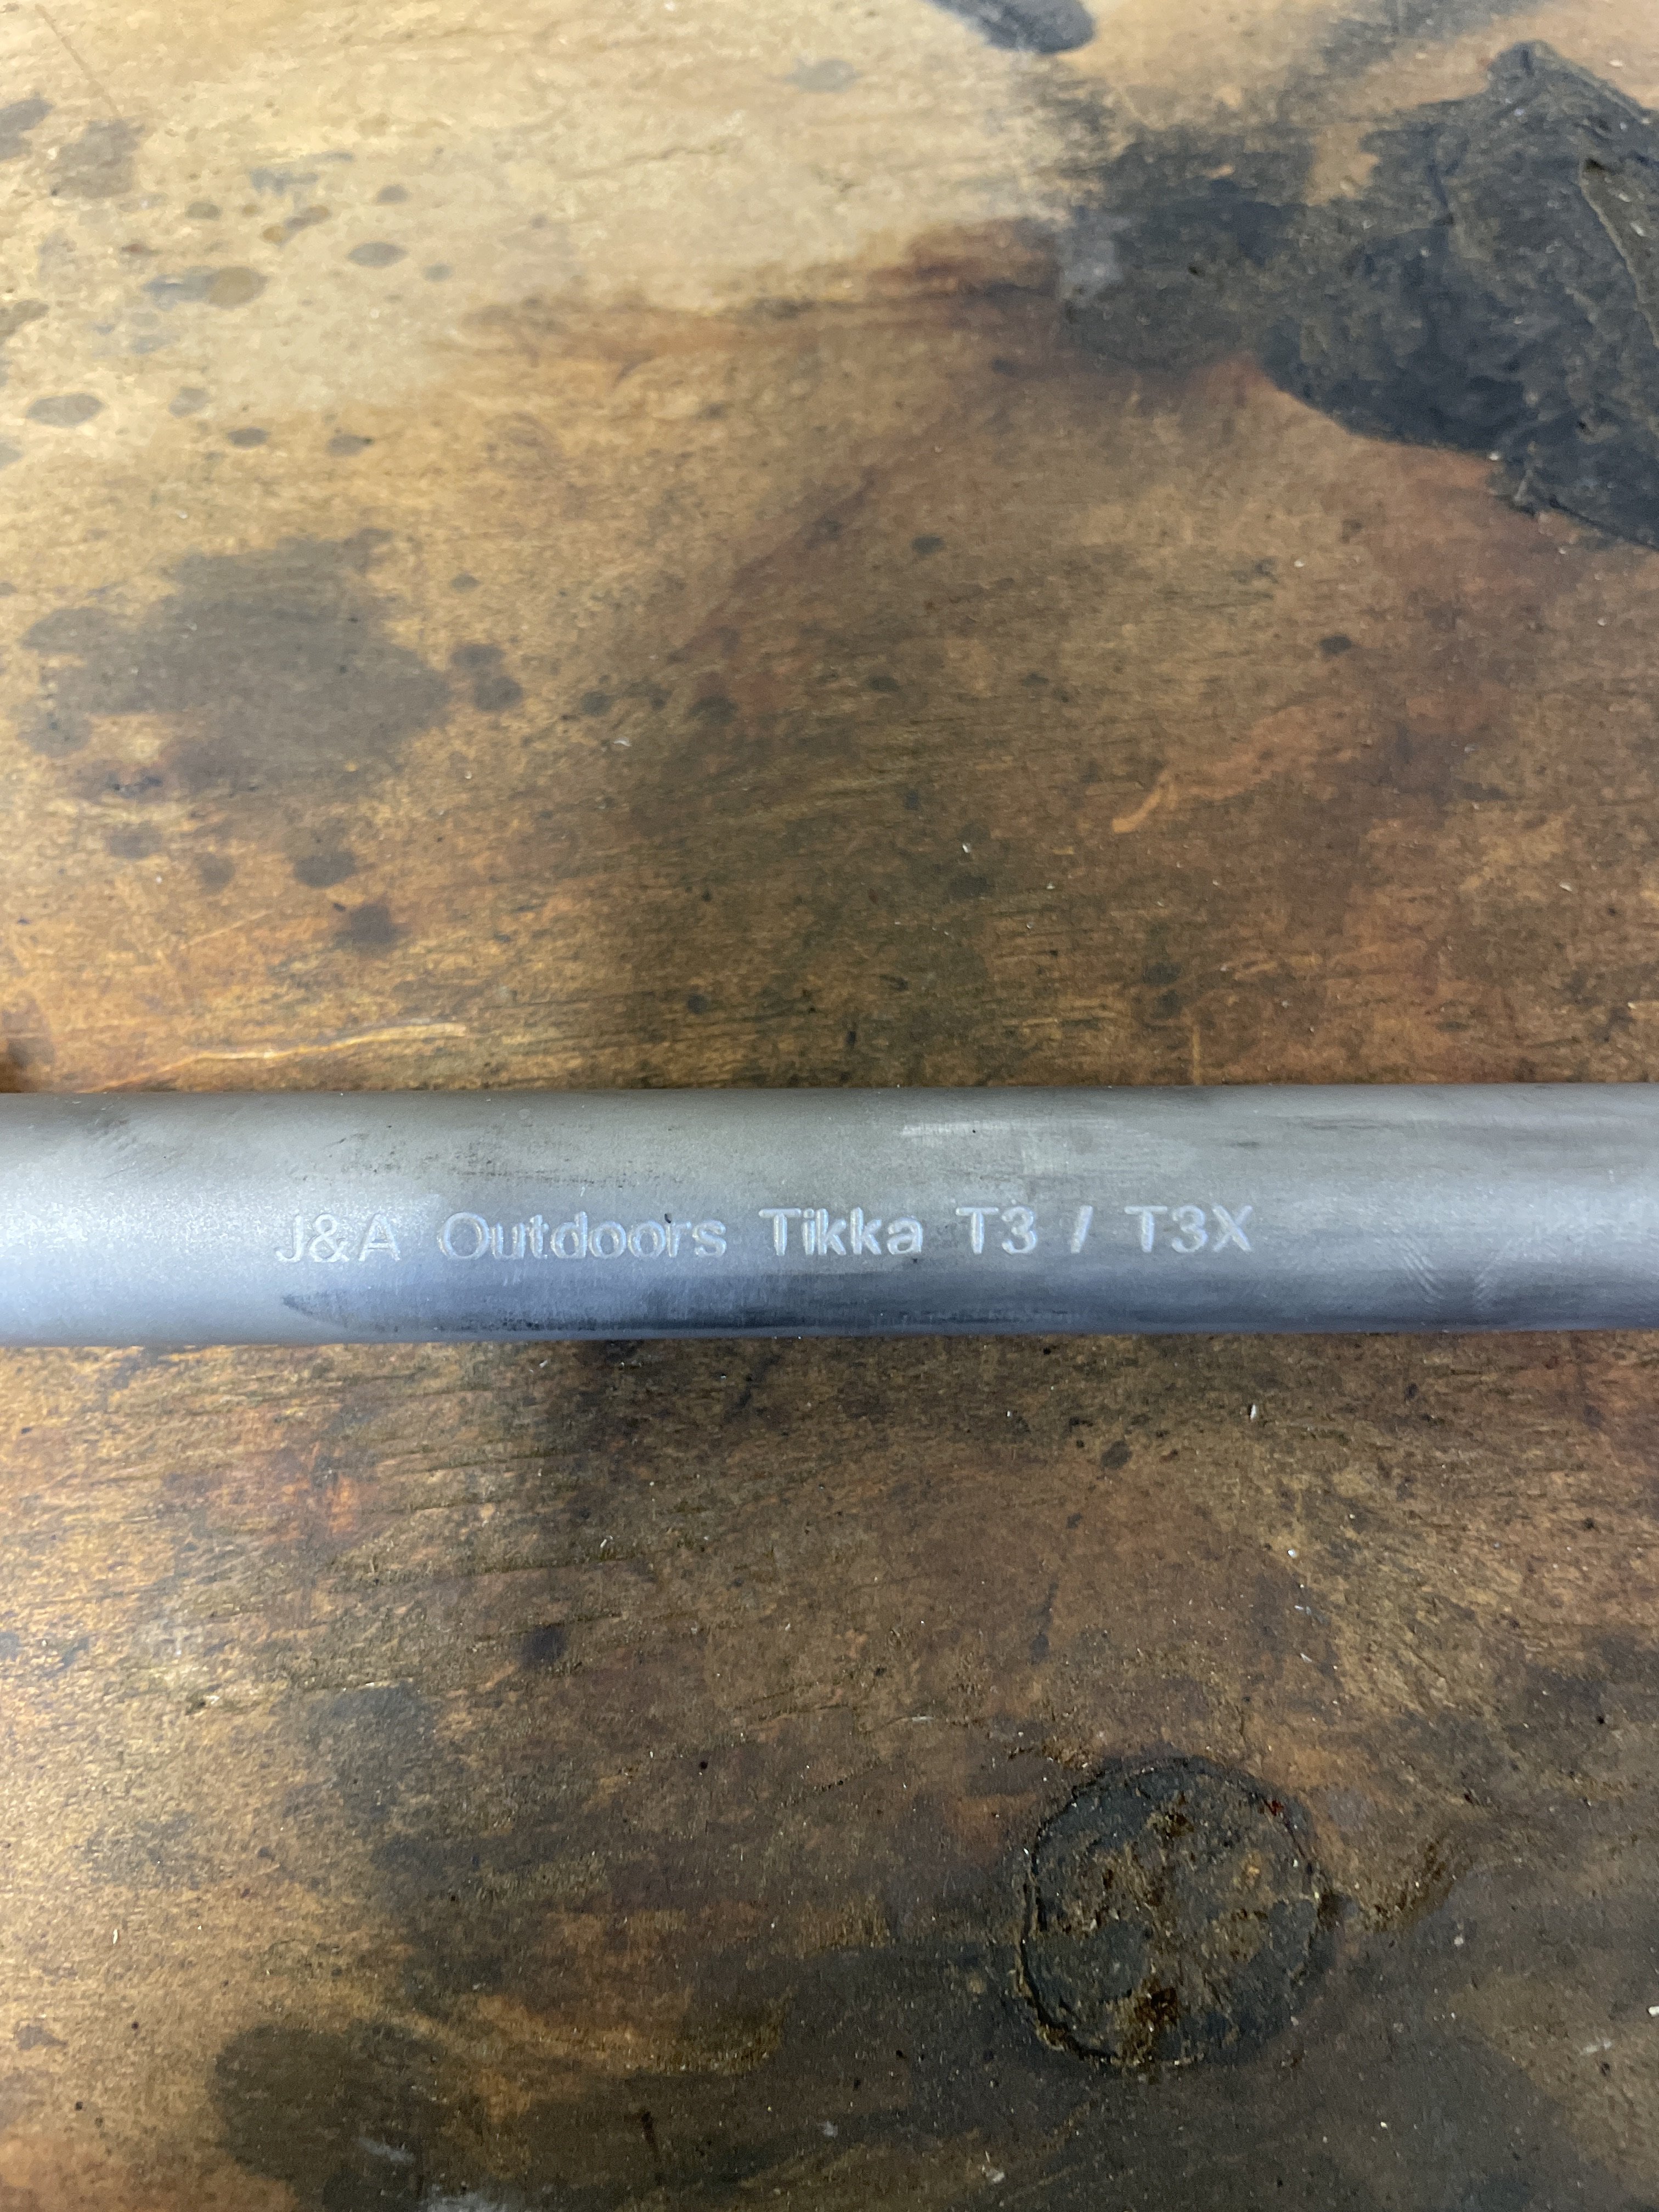 J&A Outdoors Tikka T3 / T3X